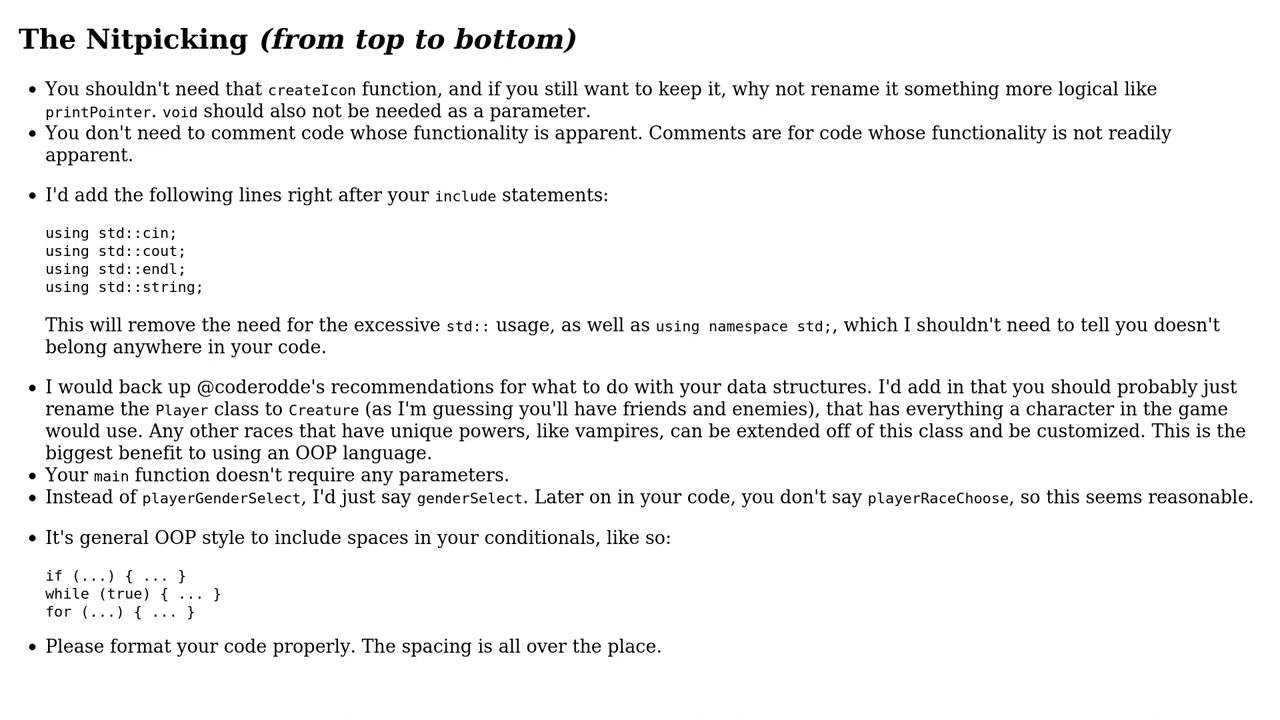 The Nitpicking (from top to bottom)
• You shouldn't need that createIcon function, and if you still want to keep it, why not rename it something more logical like
printPointer. void should also not be needed as a parameter.
• You don't need to comment code whose functionality is apparent. Comments are for code whose functionality is not readily
apparent.
• I'd add the following lines right after your include statements:
using std::cin;
using std::cout;
using std::endl;
using std::string;
This will remove the need for the excessive std:: usage, as well as using namespace std;, which I shouldn't need to tell you doesn't
belong anywhere in your code.
• I would back up @coderodde's recommendations for what to do with your data structures. I'd add in that you should probably just
rename the Player class to Creature (as I'm guessing you'll have friends and enemies), that has everything a character in the game
would use. Any other races that have unique powers, like vampires, can be extended off of this class and be customized. This is the
biggest benefit to using an OOP language.
• Your main function doesn't require any parameters.
• Instead of playerGenderSelect, I'd just say genderSelect. Later on in your code, you don't say playerRaceChoose, so this seems reasonable.
• It's general OOP style to include spaces in your conditionals, like so:
if (...) { ... }
while (true) { ... }
for (...) { ... }
• Please format your code properly. The spacing is all over the place.